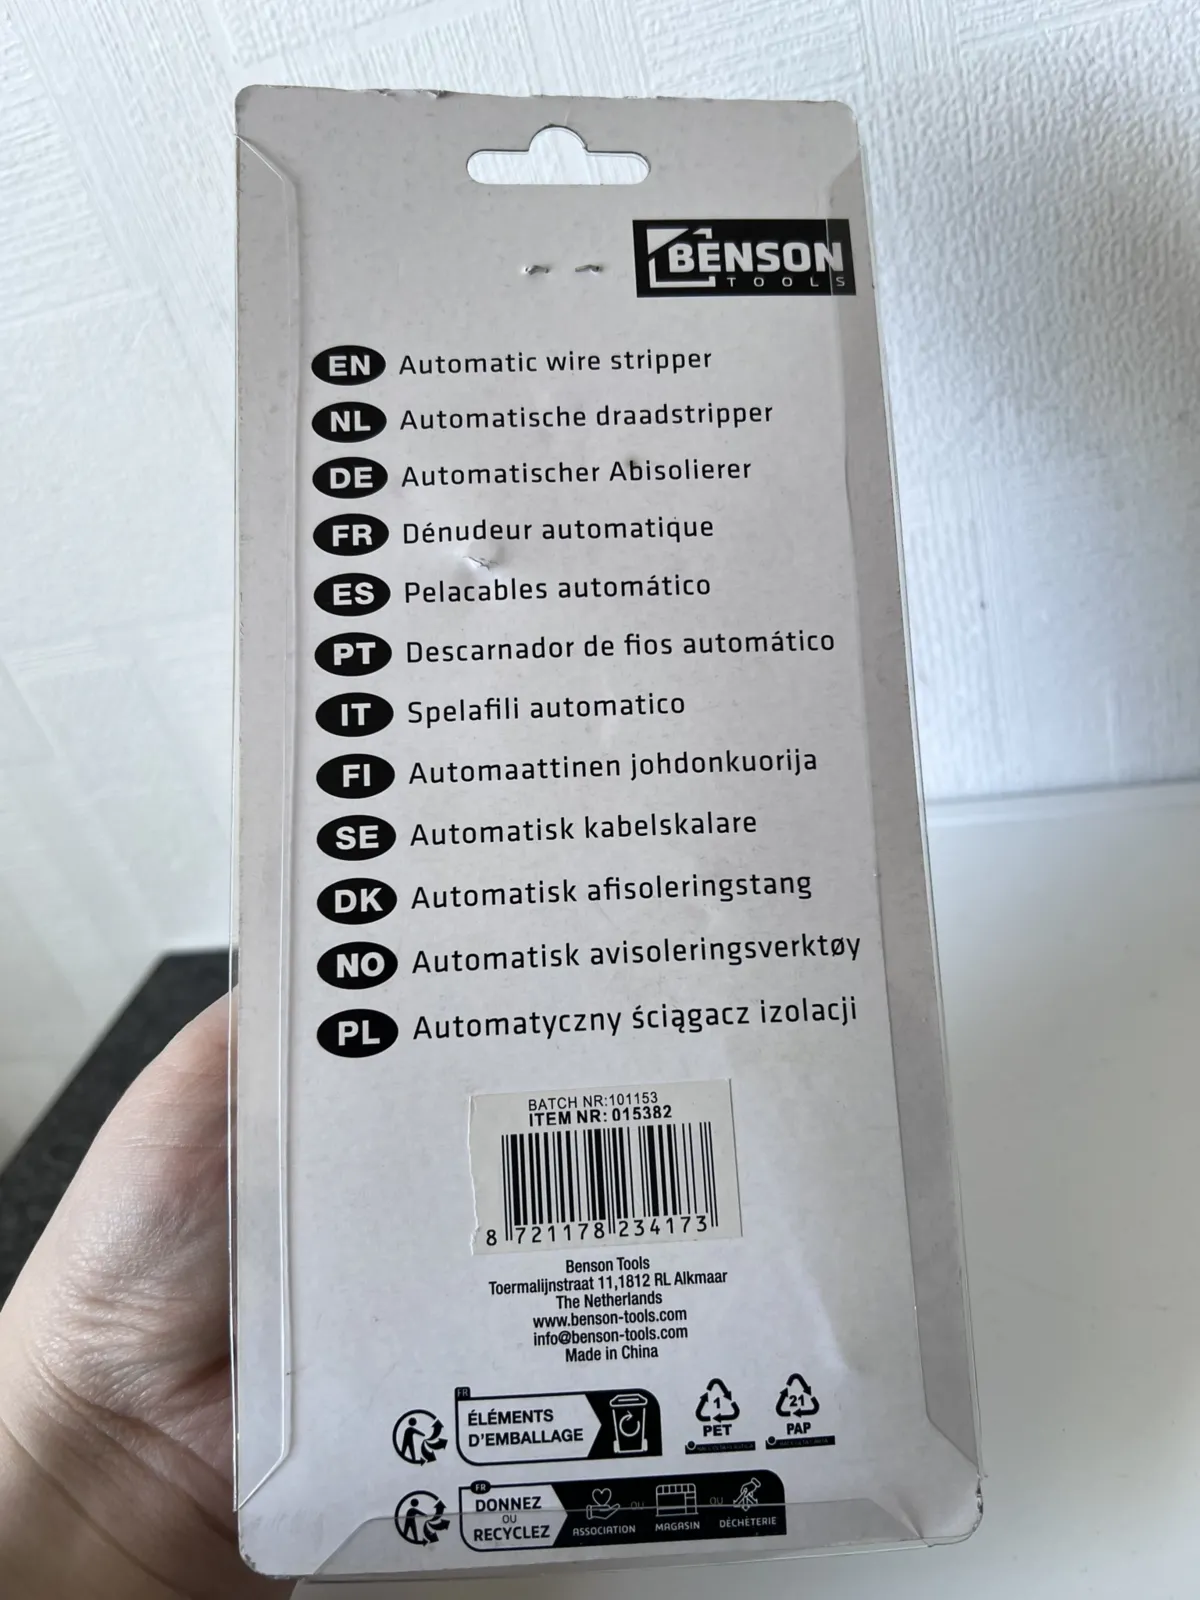 BENSON
TOOLS
EN Automatic wire stripper
NL Automatische draadstripper
DE Automatischer Abisolierer
FR Dénudeur automatique
ES Pelacables automático
PT Descarnador de fios automático
IT Spelafili automatico
FI Automaattinen johdonkuorija
SE Automatisk kabelskalare
DK Automatisk afisoleringstang
NO Automatisk avisoleringsverktøy
PL Automatyczny ściągacz izolacji
BATCH NR:101153
ITEM NR: 015382
8 721178 234173
Benson Tools
Toermalijnstraat 11,1812 RL Alkmaar
The Netherlands
www.benson-tools.com
info@benson-tools.com
Made in China
FR
ÉLÉMENTS
D'EMBALLAGE
1
PET
21
PAP
FR
DONNEZ
OU
RECYCLEZ
ASSOCIATION
OU
MAGASIN
OU
DÉCHÈTERIE